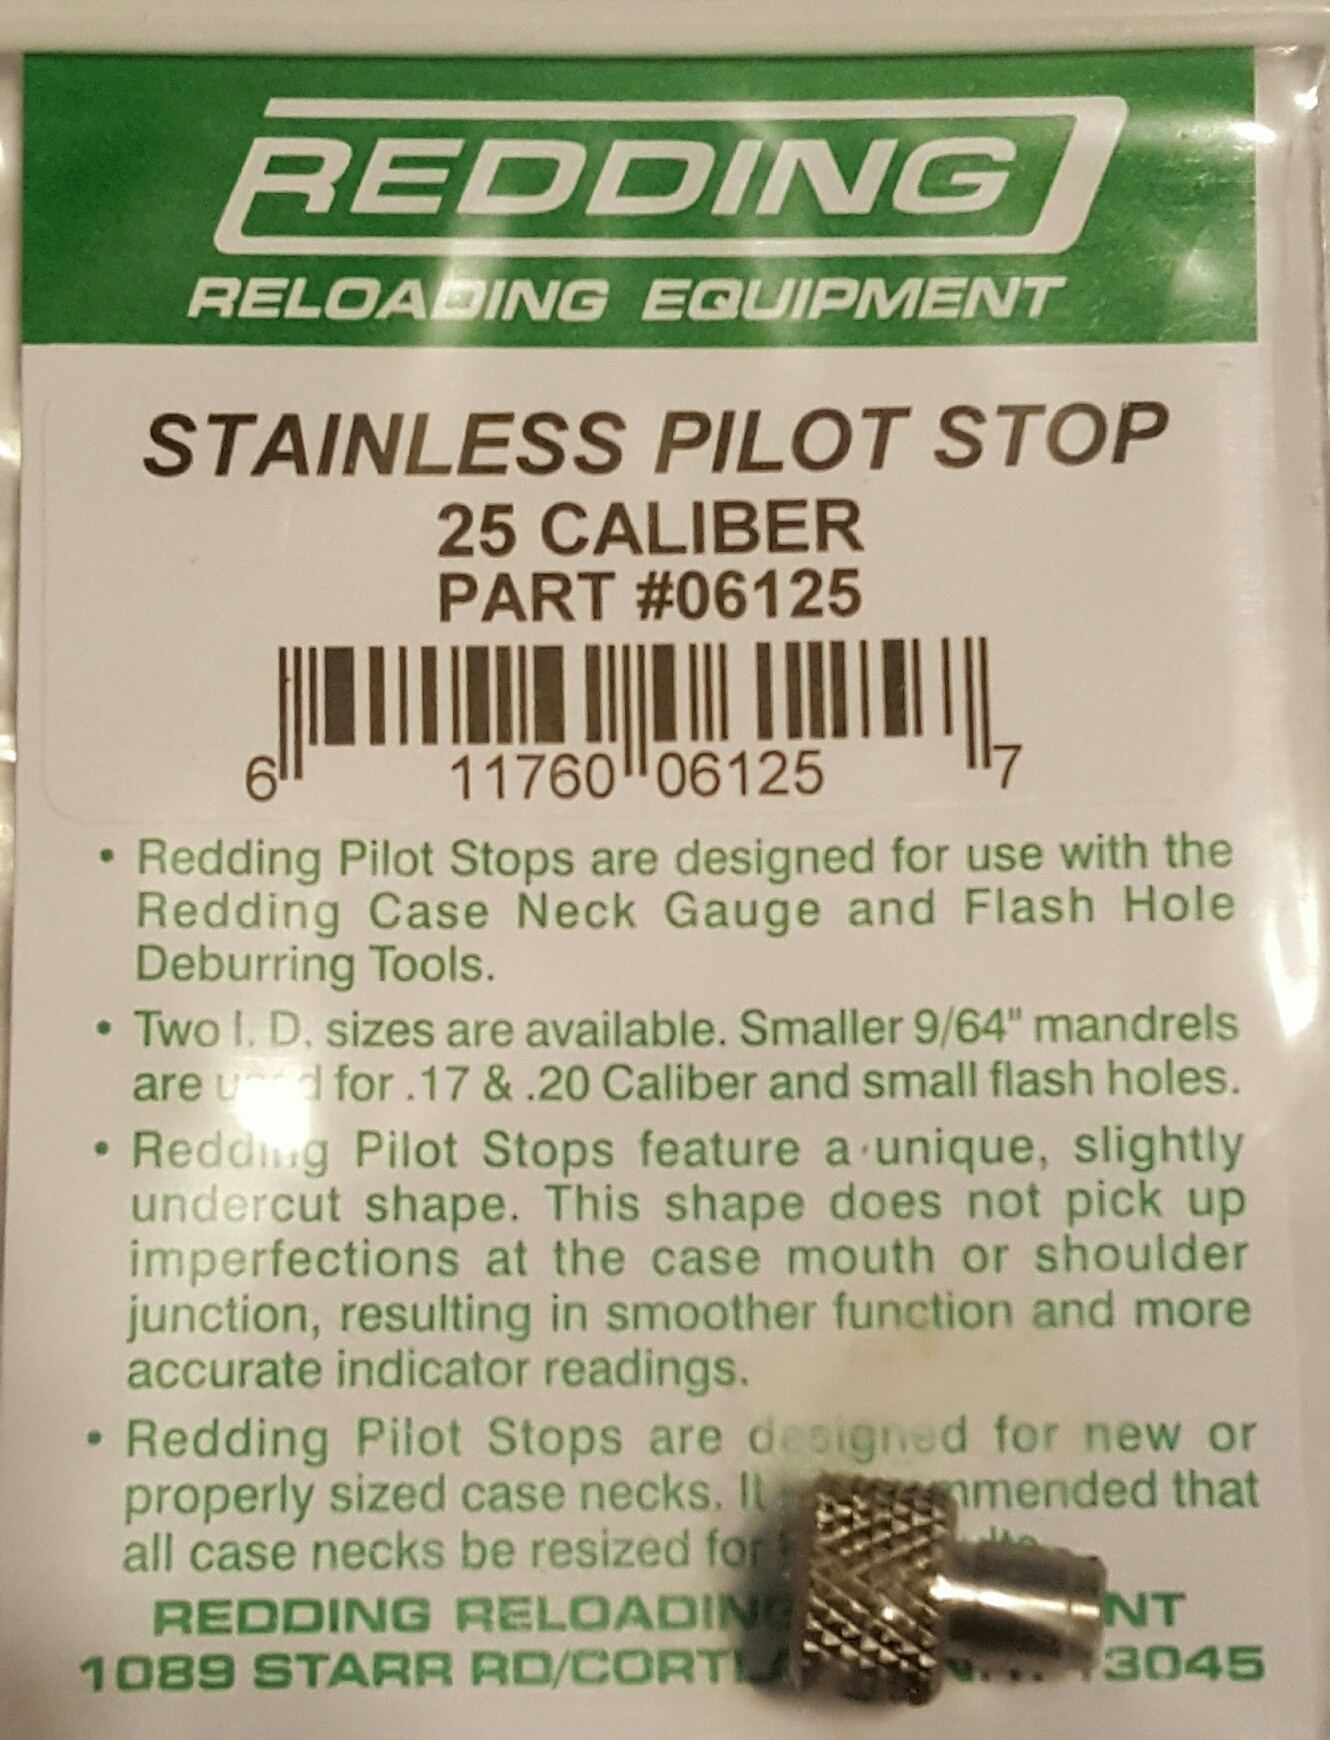 REDDING
RELOADING EQUIPMENT
STAINLESS PILOT STOP
25 CALIBER
PART #06125
6 11760 06125 7
• Redding Pilot Stops are designed for use with the
Redding Case Neck Gauge and Flash Hole
Deburring Tools.
• Two I. D. sizes are available. Smaller 9/64" mandrels
are used for .17 & .20 Caliber and small flash holes.
• Redding Pilot Stops feature a unique, slightly
undercut shape. This shape does not pick up
imperfections at the case mouth or shoulder
junction, resulting in smoother function and more
accurate indicator readings.
• Redding Pilot Stops are designed for new or
properly sized case necks. It recommended that
all case necks be resized for
REDDING RELOADING
1089 STARR RD/CORTLAND 13045